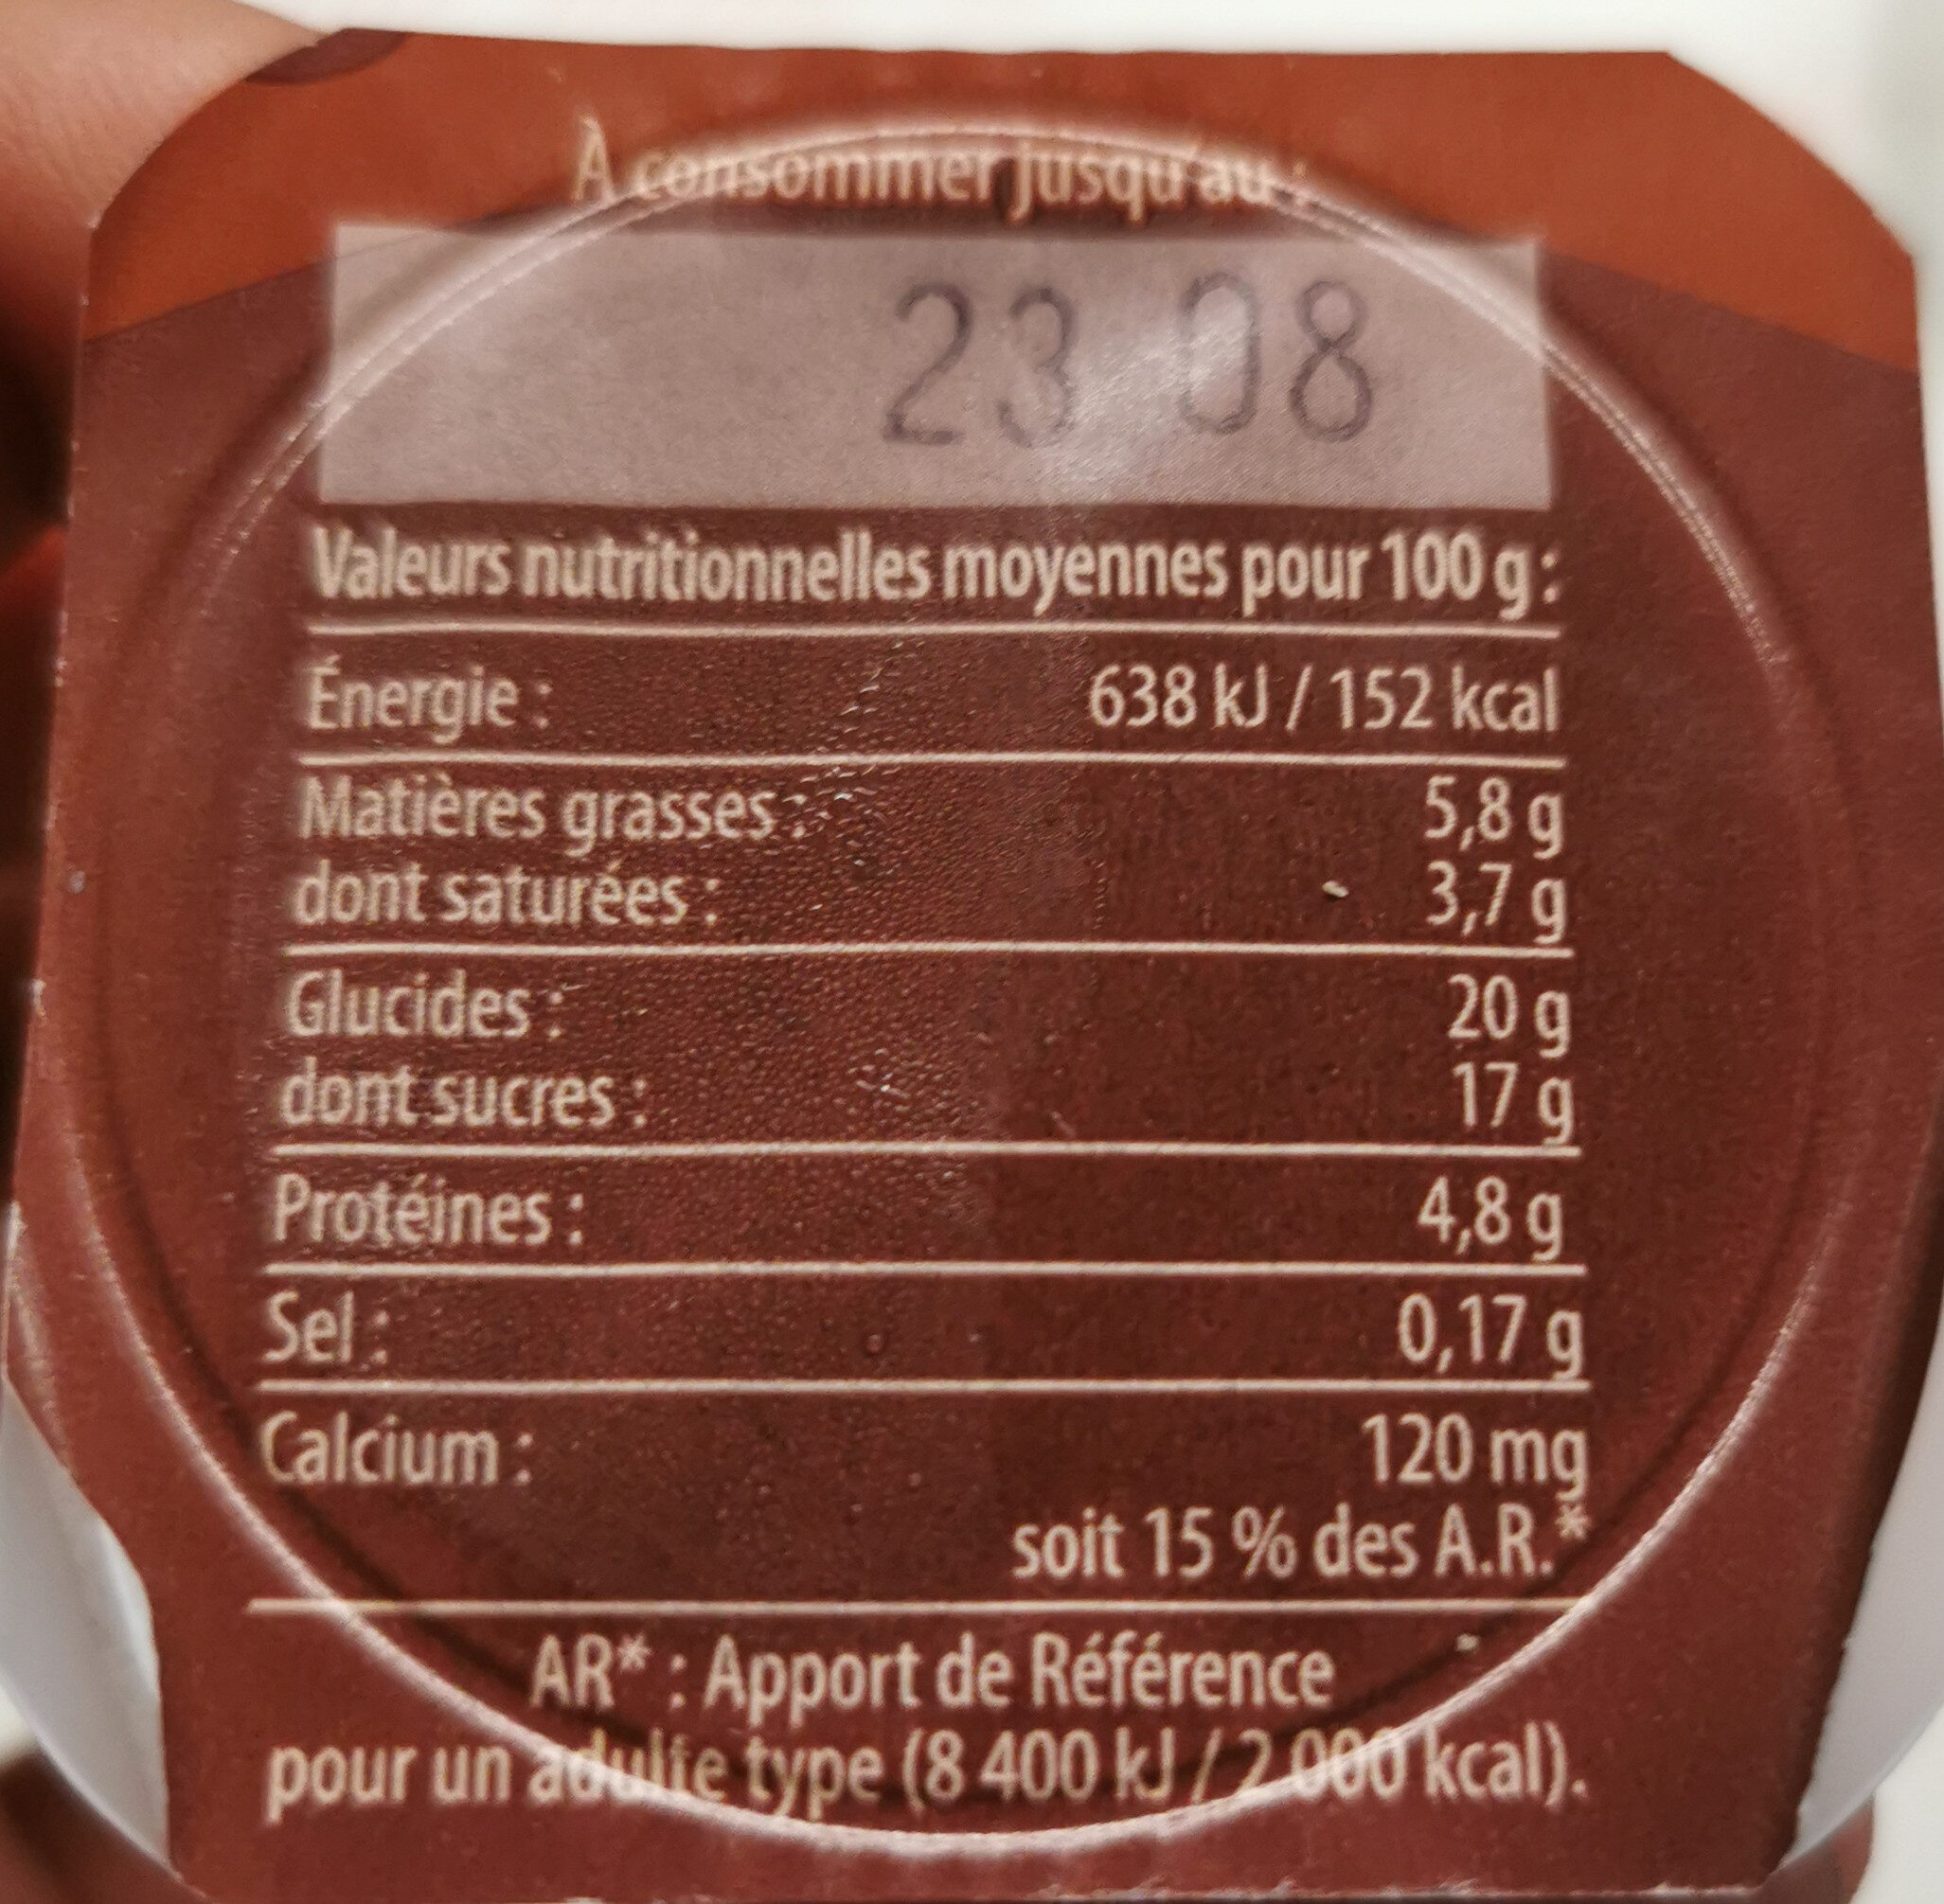 À consommer jusqu'au :
23 08
Valeurs nutritionnelles moyennes pour 100 g :
Énergie : 638 kJ / 152 kcal
Matières grasses : 5,8 g
dont saturées : 3,7 g
Glucides : 20 g
dont sucres : 17 g
Protéines : 4,8 g
Sel : 0,17 g
Calcium : 120 mg
soit 15 % des A.R.*
AR* : Apport de Référence
pour un adulte type (8 400 kJ / 2 000 kcal).